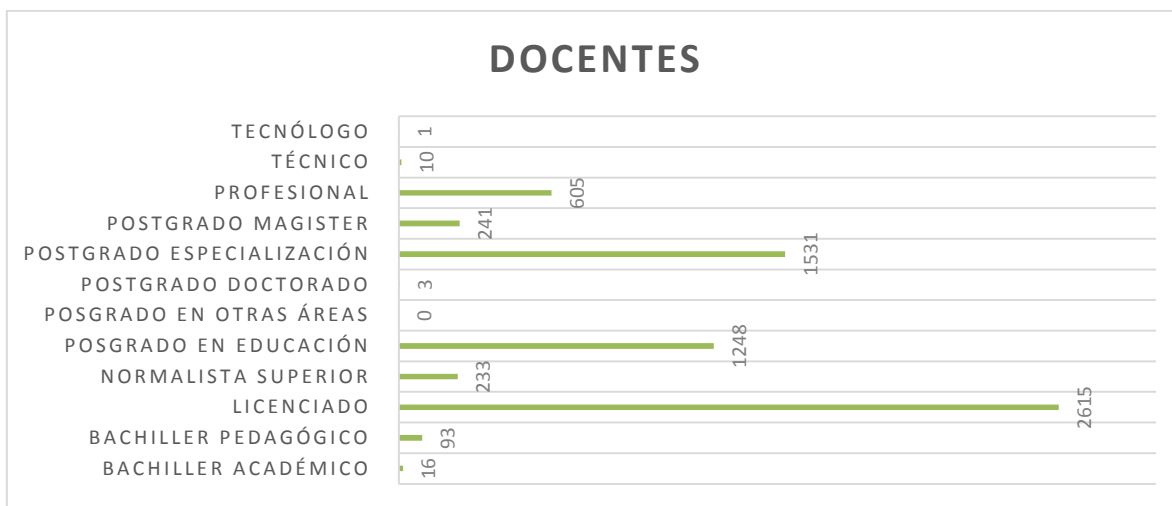 DOCENTES
TECNÓLOGO 1
TÉCNICO 10
PROFESIONAL 605
POSTGRADO MAGISTER 241
POSTGRADO ESPECIALIZACIÓN 1531
POSTGRADO DOCTORADO 3
POSGRADO EN OTRAS ÁREAS 0
POSGRADO EN EDUCACIÓN 1248
NORMALISTA SUPERIOR 233
LICENCIADO 2615
BACHILLER PEDAGÓGICO 93
BACHILLER ACADÉMICO 16